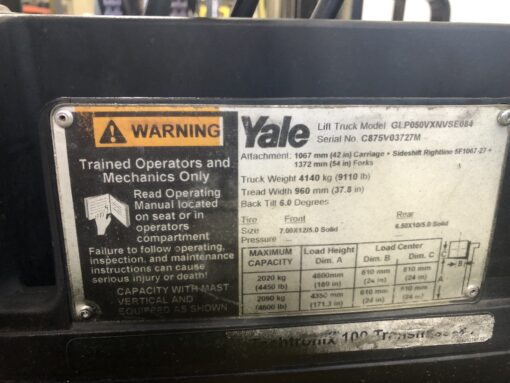 WARNING
Trained Operators and
Mechanics Only
Read Operating
Manual located
on seat or in
operators
compartment
Failure to follow operating,
inspection, and maintenance
instructions can cause
serious injury or death!
CAPACITY WITH MAST
VERTICAL AND
EQUIPPED AS SHOWN
Yale
Lift Truck Model GLP050VXNVSE084
Serial No. C875V03727M
Attachment: 1067 mm (42 in) Carriage + Sideshift Rightline 5F1067-27 +
1372 mm (54 in) Forks
Truck Weight 4140 kg (9110 lb)
Tread Width 960 mm (37.8 in)
Back Tilt 6.0 Degrees
Tire Front Rear
Size 7.00X12/5.0 Solid 6.50X10/5.0 Solid
Pressure – –
MAXIMUM CAPACITY Load Height Dim. A Load Center Dim. B Dim. C
2020 kg (4450 lb) 4800mm (189 in) 610 mm (24 in) 610 mm (24 in)
2090 kg (4600 lb) 4350 mm (171.3 in) 610 mm (24 in) 610 mm (24 in)
C
B
A
Techtronix 100 Transmission